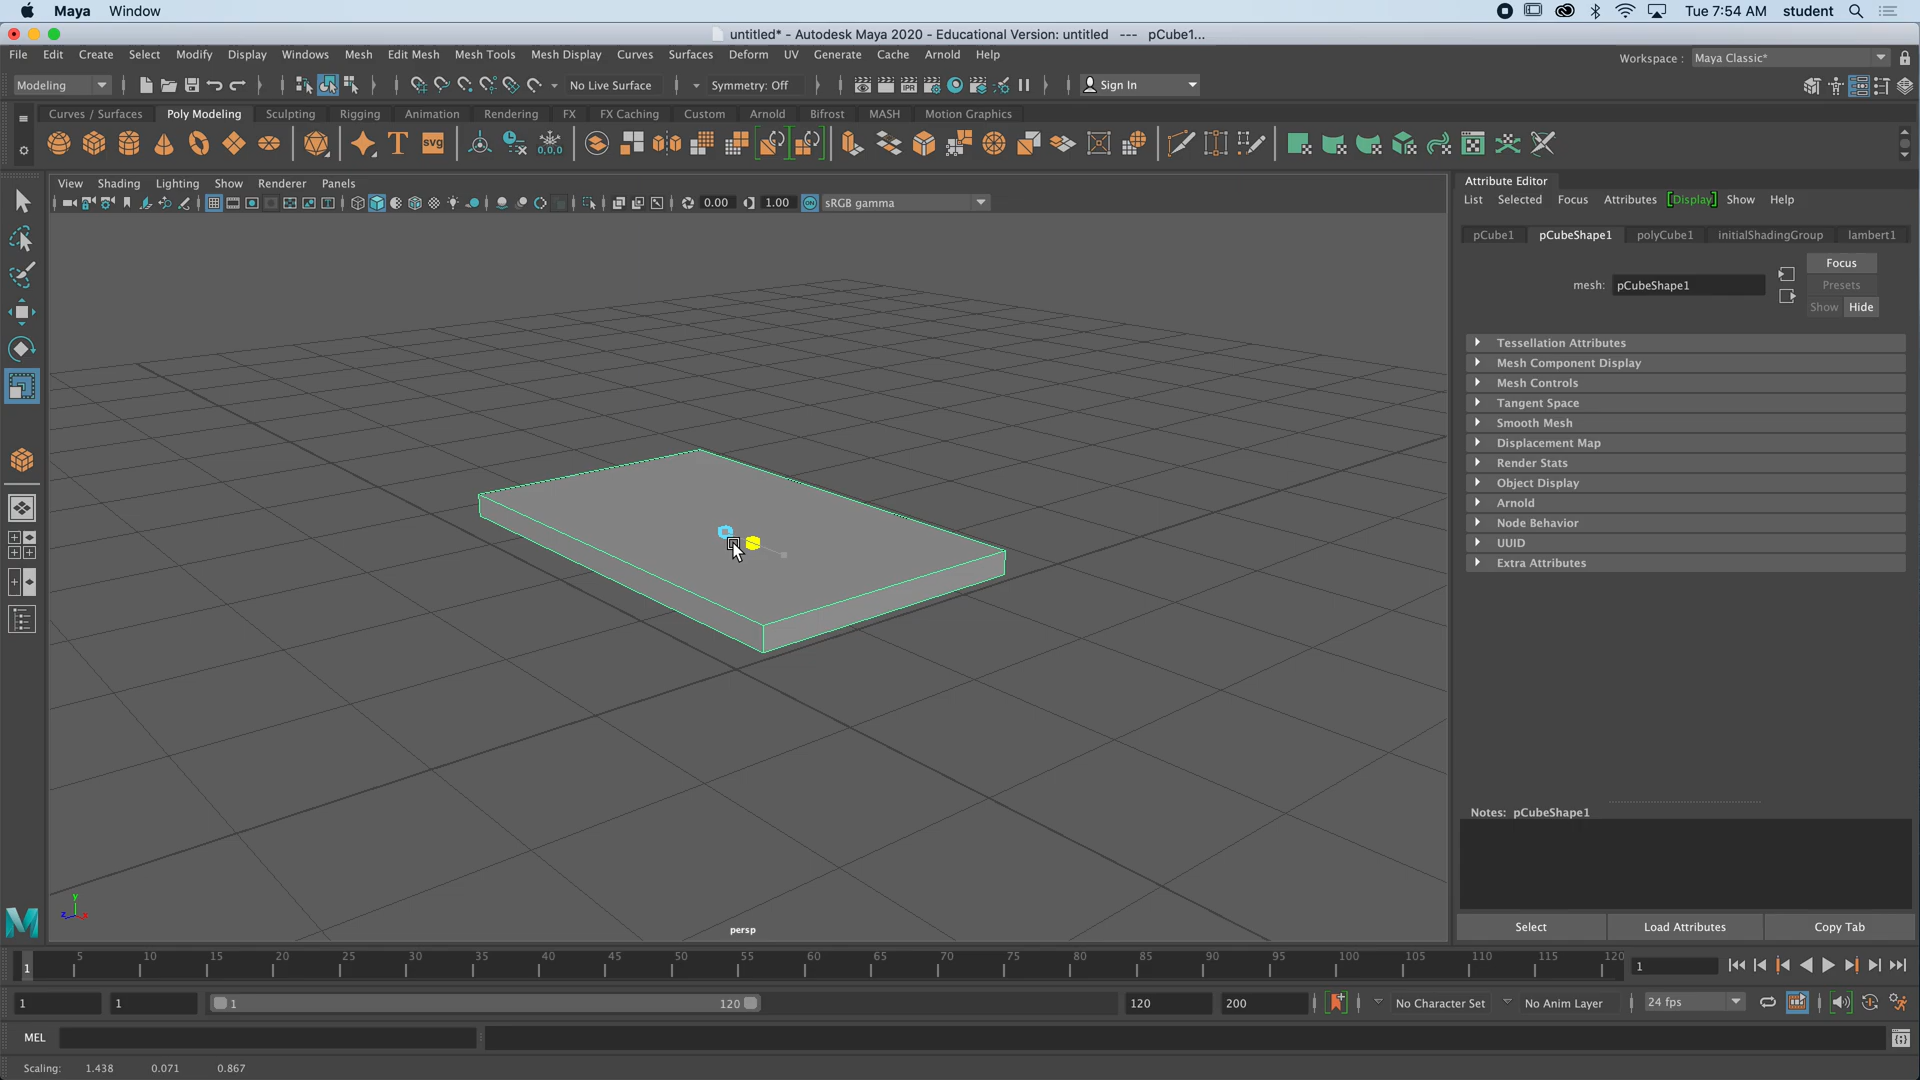 Maya Window Tue 7:54 AM student
untitled* - Autodesk Maya 2020 - Educational Version: untitled --- pCube1...
File Edit Create Select Modify Display Windows Mesh Edit Mesh Mesh Tools Mesh Display Curves Surfaces Deform UV Generate Cache Arnold Help Workspace : Maya Classic*
Modeling No Live Surface Symmetry: Off IPR Sign In
Curves / Surfaces Poly Modeling Sculpting Rigging Animation Rendering FX FX Caching Custom Arnold Bifrost MASH Motion Graphics
T SVG 0,0,0
View Shading Lighting Show Renderer Panels
0.00 1.00 ON sRGB gamma
Attribute Editor
List Selected Focus Attributes [Display] Show Help
pCube1 pCubeShape1 polyCube1 initialShadingGroup lambert1
Focus
mesh: pCubeShape1 Presets
Show Hide
Tessellation Attributes
Mesh Component Display
Mesh Controls
Tangent Space
Smooth Mesh
Displacement Map
Render Stats
Object Display
Arnold
Node Behavior
UUID
Extra Attributes
Notes: pCubeShape1
Select Load Attributes Copy Tab
y
z x
persp
M
5 10 15 20 25 30 35 40 45 50 55 60 65 70 75 80 85 90 95 100 105 110 115 120
1 1
1 1 1 120 120 200 No Character Set No Anim Layer 24 fps
MEL
Scaling: 1.438 0.071 0.867